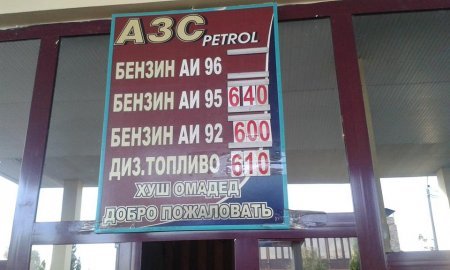 АЗС PETROL
БЕНЗИН АИ 96
БЕНЗИН АИ 95 640
БЕНЗИН АИ 92 600
ДИЗ.ТОПЛИВО 610
ХУШ ОМАДЕД
ДОБРО ПОЖАЛОВАТЬ